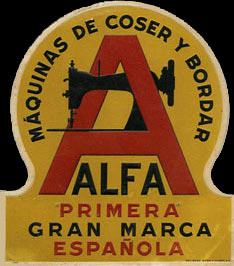 MÁQUINAS DE COSER Y BORDAR
ALFA
"PRIMERA
GRAN MARCA
ESPAÑOLA"